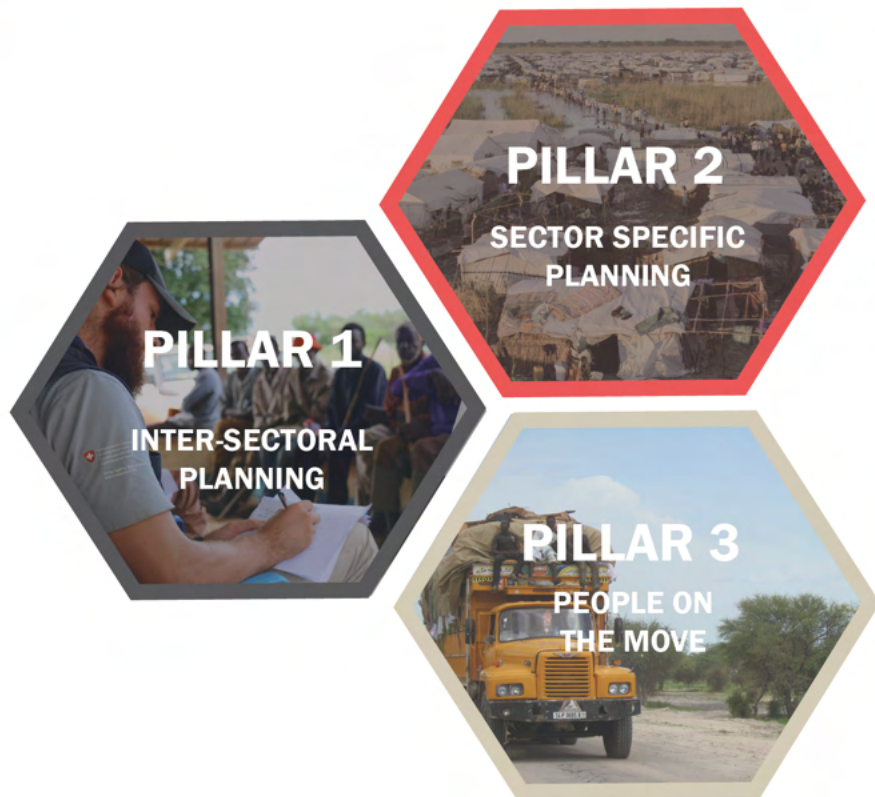 PILLAR 1
INTER-SECTORAL
PLANNING
PILLAR 2
SECTOR SPECIFIC
PLANNING
PILLAR 3
PEOPLE ON
THE MOVE